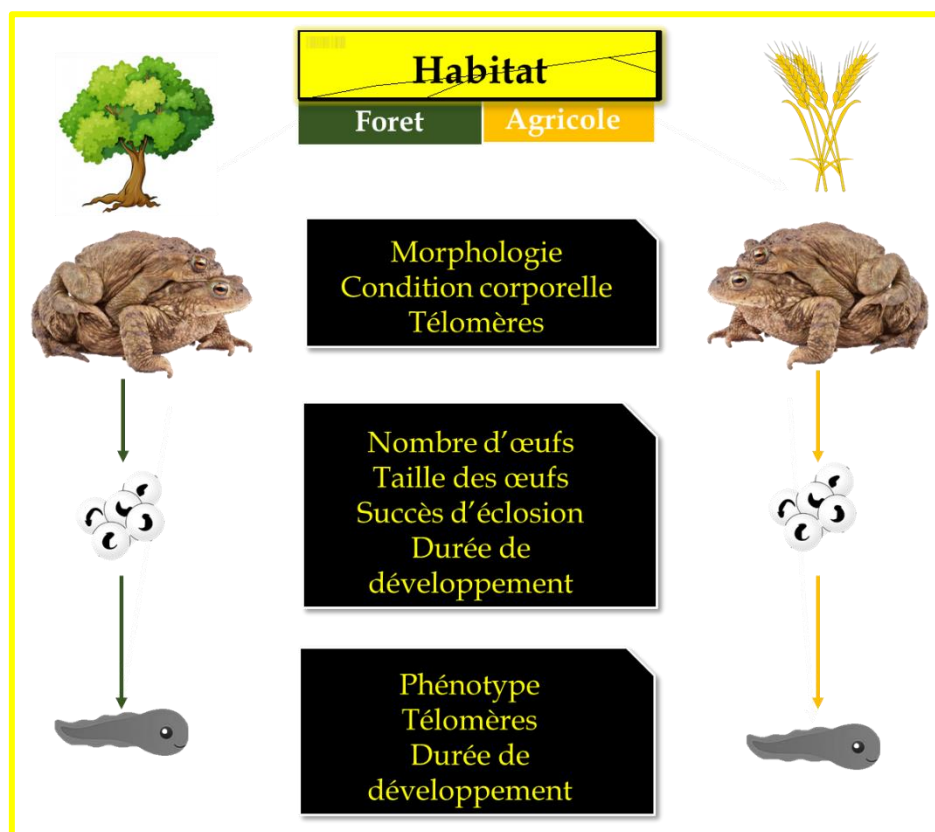 Habitat
Foret Agricole
Morphologie
Condition corporelle
Télomères
Nombre d'œufs
Taille des œufs
Succès d'éclosion
Durée de
développement
Phénotype
Télomères
Durée de
développement